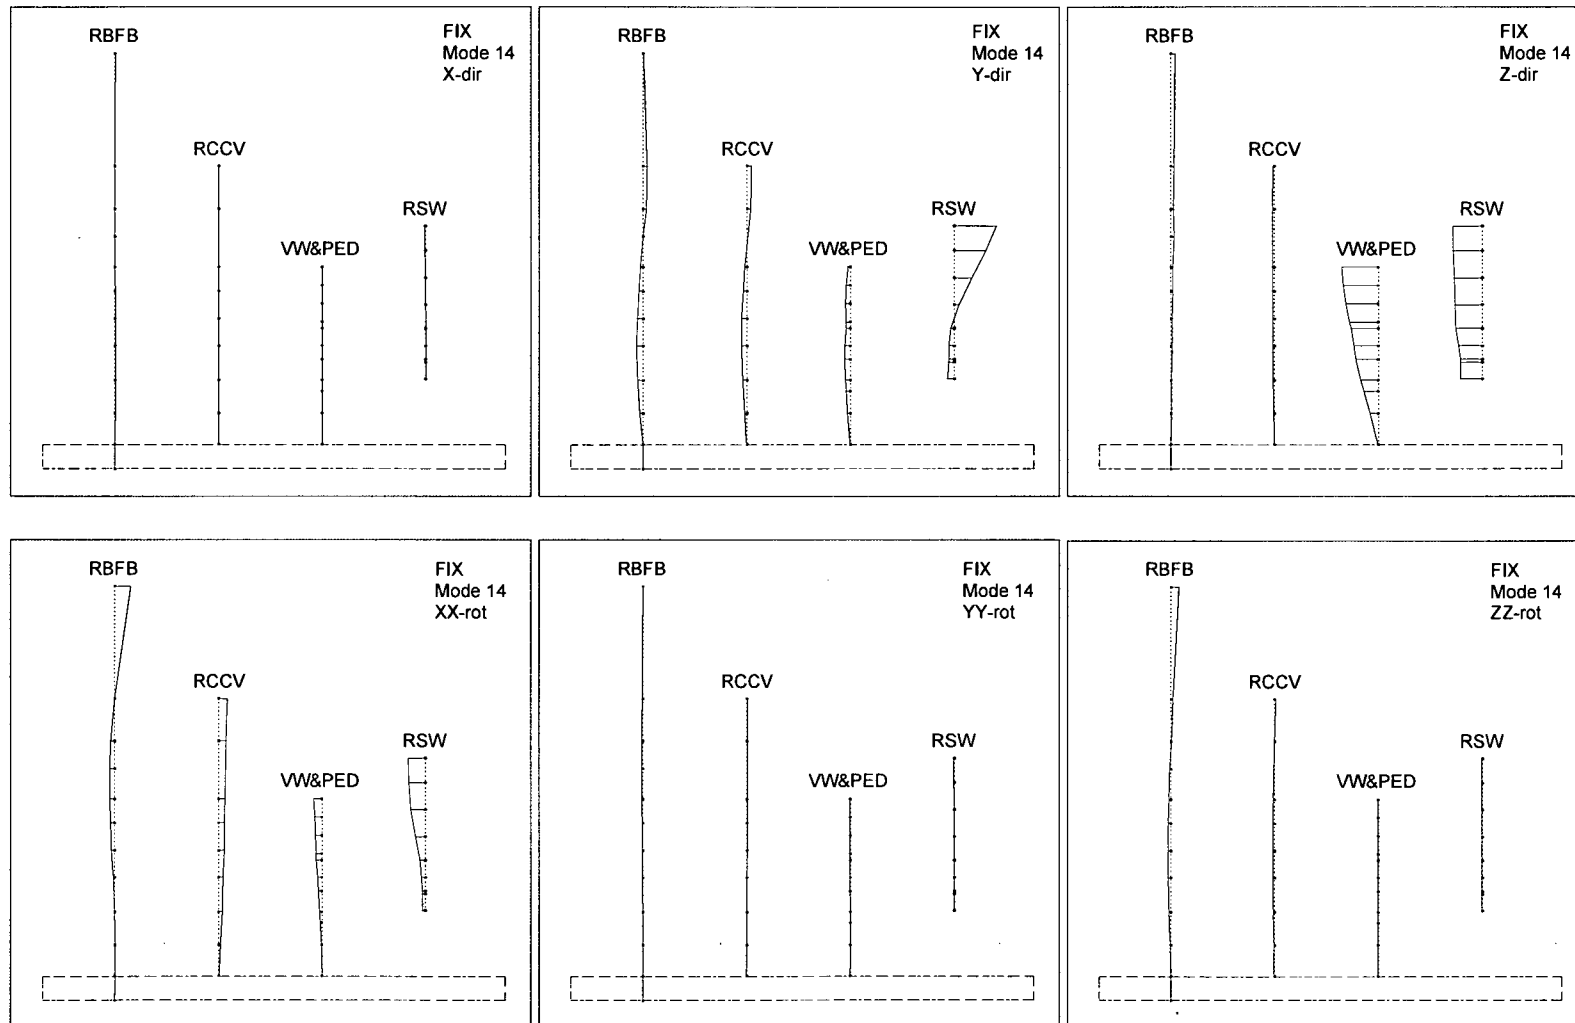 RBFB
FIX
Mode 14
X-dir
RCCV
RSW
VW&PED
RBFB
FIX
Mode 14
Y-dir
RCCV
RSW
VW&PED
RBFB
FIX
Mode 14
Z-dir
RCCV
RSW
VW&PED
RBFB
FIX
Mode 14
XX-rot
RCCV
RSW
VW&PED
RBFB
FIX
Mode 14
YY-rot
RCCV
RSW
VW&PED
RBFB
FIX
Mode 14
ZZ-rot
RCCV
RSW
VW&PED